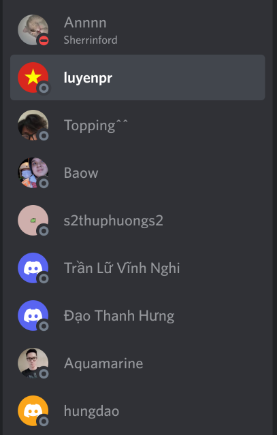 Annnn
Sherrinford
luyenpr
Topping^^
Baow
s2thuphuongs2
Trần Lữ Vĩnh Nghi
Đạo Thanh Hưng
Aquamarine
hungdao